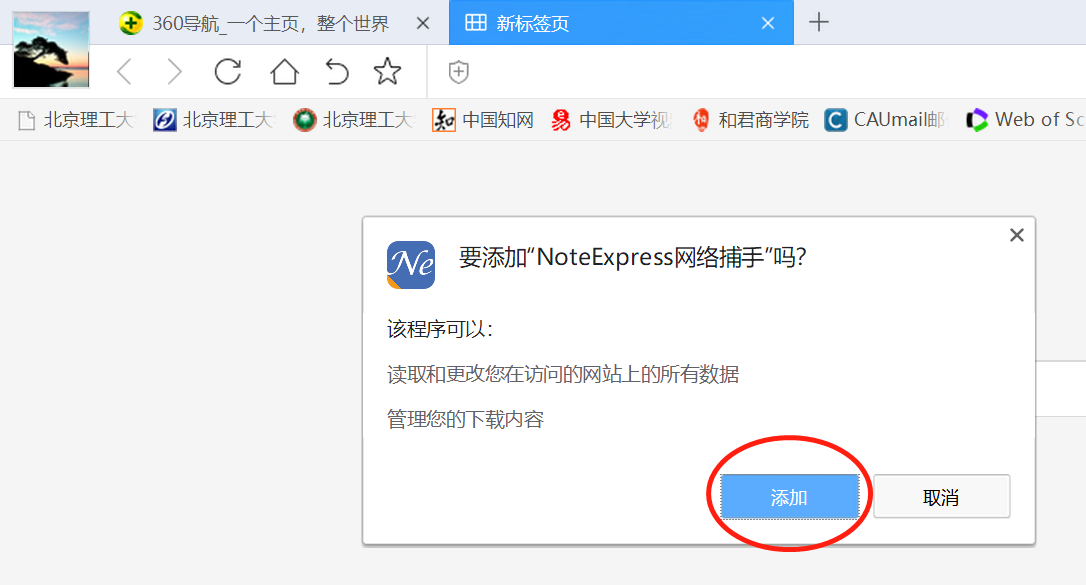 360导航_一个主页，整个世界
新标签页
北京理工大
北京理工大
北京理工大
中国知网
中国大学视
和君商学院
CAUmail邮
Web of Sc
Ne
要添加“NoteExpress网络捕手”吗?
该程序可以：
读取和更改您在访问的网站上的所有数据
管理您的下载内容
添加
取消